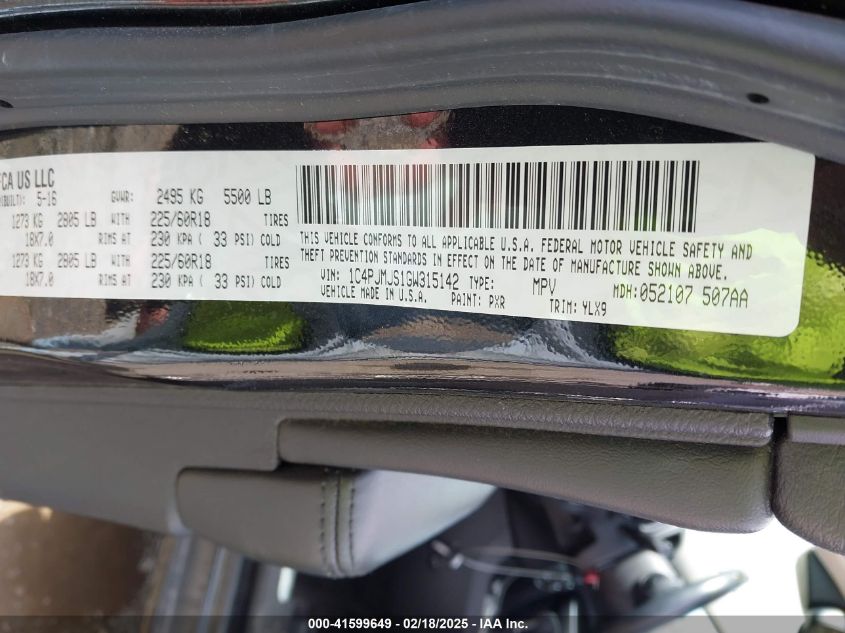 FCA US LLC
(BUILT): 5-16 GVWR: 2495 KG 5500 LB
1273 KG 2805 LB WITH 225/60R18 TIRES
18X7.0 RIMS AT 230 KPA ( 33 PSI) COLD
1273 KG 2805 LB WITH 225/60R18 TIRES
18X7.0 RIMS AT 230 KPA ( 33 PSI) COLD
THIS VEHICLE CONFORMS TO ALL APPLICABLE U.S.A. FEDERAL MOTOR VEHICLE SAFETY AND
THEFT PREVENTION STANDARDS IN EFFECT ON THE DATE OF MANUFACTURE SHOWN ABOVE.
VIN: 1C4PJMJS1GW315142 TYPE: MPV MDH:052107 507AA
VEHICLE MADE IN U.S.A. PAINT: PXR TRIM: YLX9
000-41599649 / 02/18/2025 - IAA Inc.